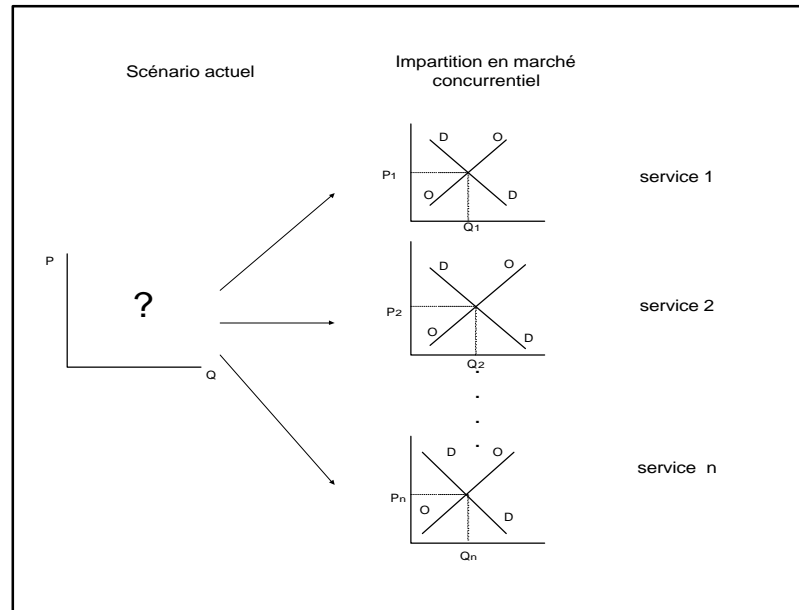 Scénario actuel
Impartition en marché
concurrentiel
P
?
Q
D O
P1
O D
Q1
service 1
D O
P2
O D
Q2
service 2
D O
Pn
O D
Qn
service n